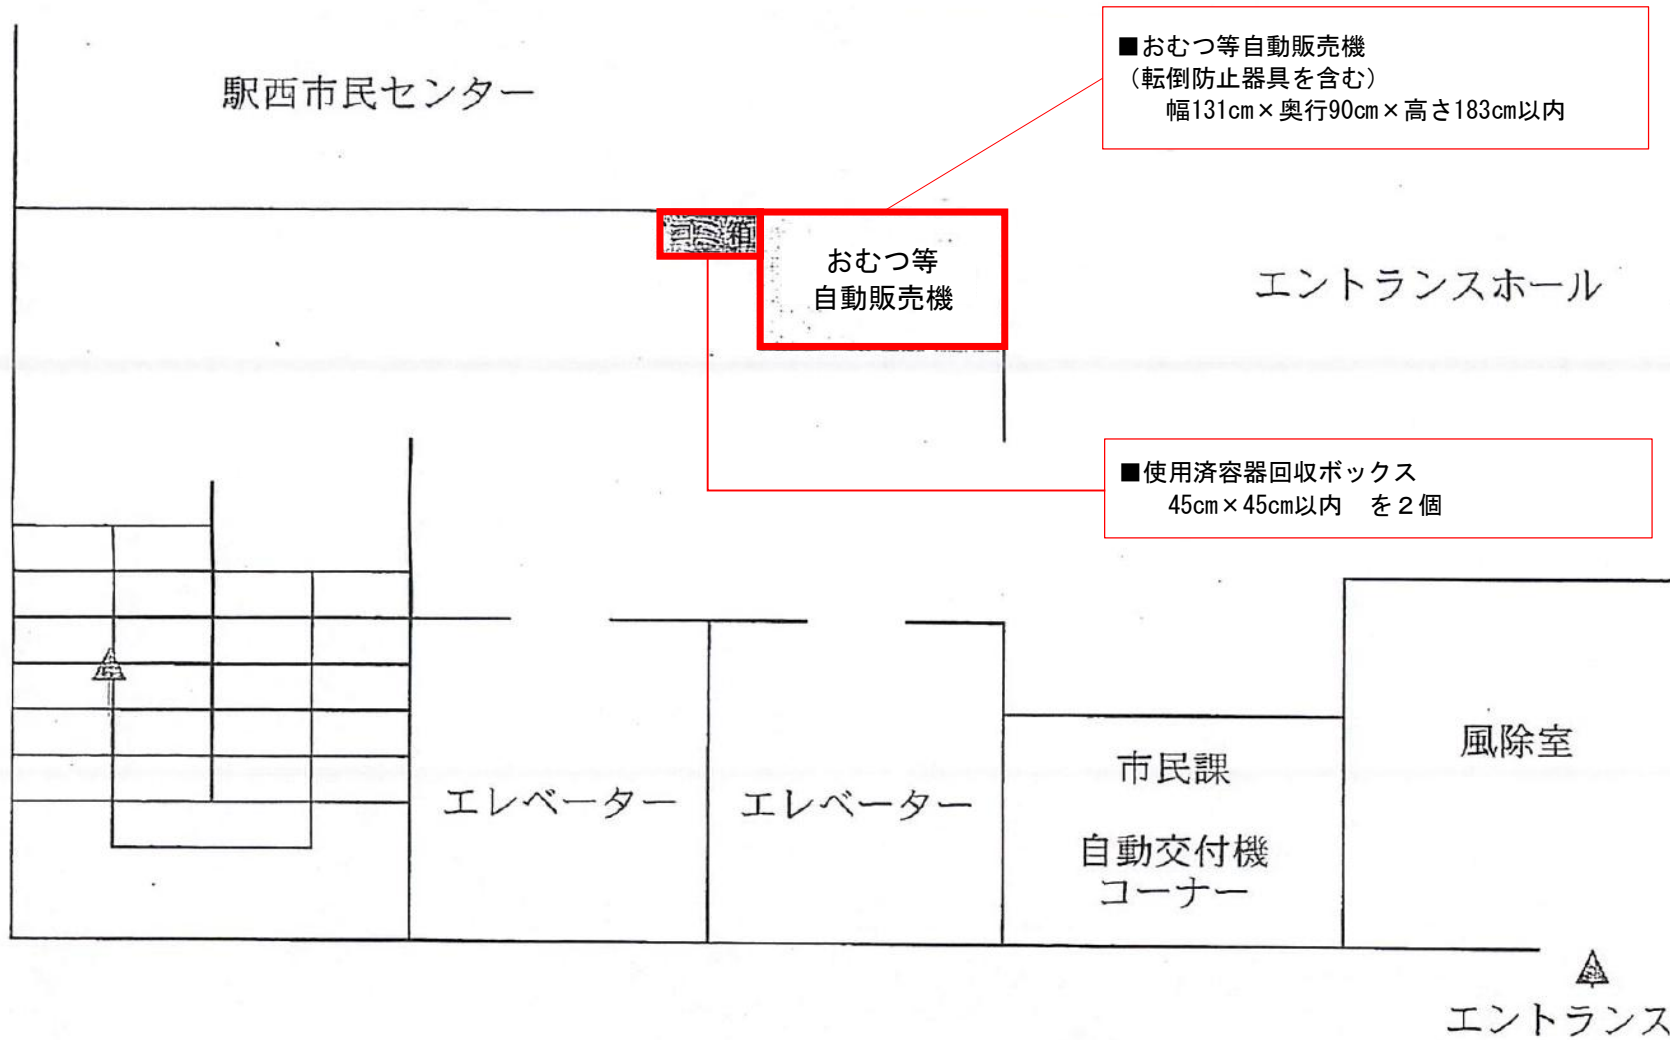 ■おむつ等自動販売機
(転倒防止器具を含む)
幅131cm×奥行90cm×高さ183cm以内
駅西市民センター
ゴミ箱
おむつ等
自動販売機
エントランスホール
■使用済容器回収ボックス
45cm×45cm以内　を２個
エレベーター
エレベーター
市民課
自動交付機
コーナー
風除室
エントランス